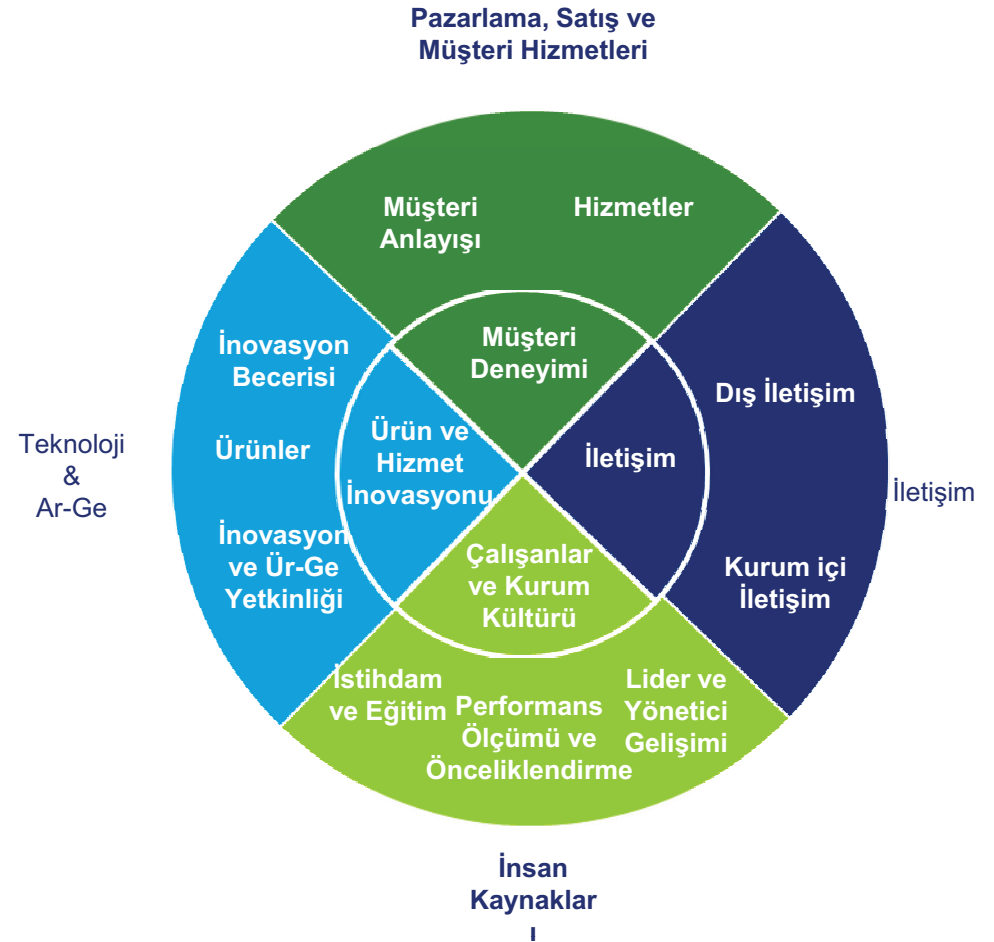 Pazarlama, Satış ve
Müşteri Hizmetleri
Müşteri
Anlayışı
Hizmetler
Müşteri
Deneyimi
İnovasyon
Becerisi
Ürünler
İnovasyon
ve Ür-Ge
Yetkinliği
Ürün ve
Hizmet
İnovasyonu
İletişim
Dış İletişim
Kurum içi
İletişim
Teknoloji
&
Ar-Ge
İletişim
Çalışanlar
ve Kurum
Kültürü
İstihdam
ve Eğitim
Performans
Ölçümü ve
Önceliklendirme
Lider ve
Yönetici
Gelişimi
İnsan
Kaynaklar
ı